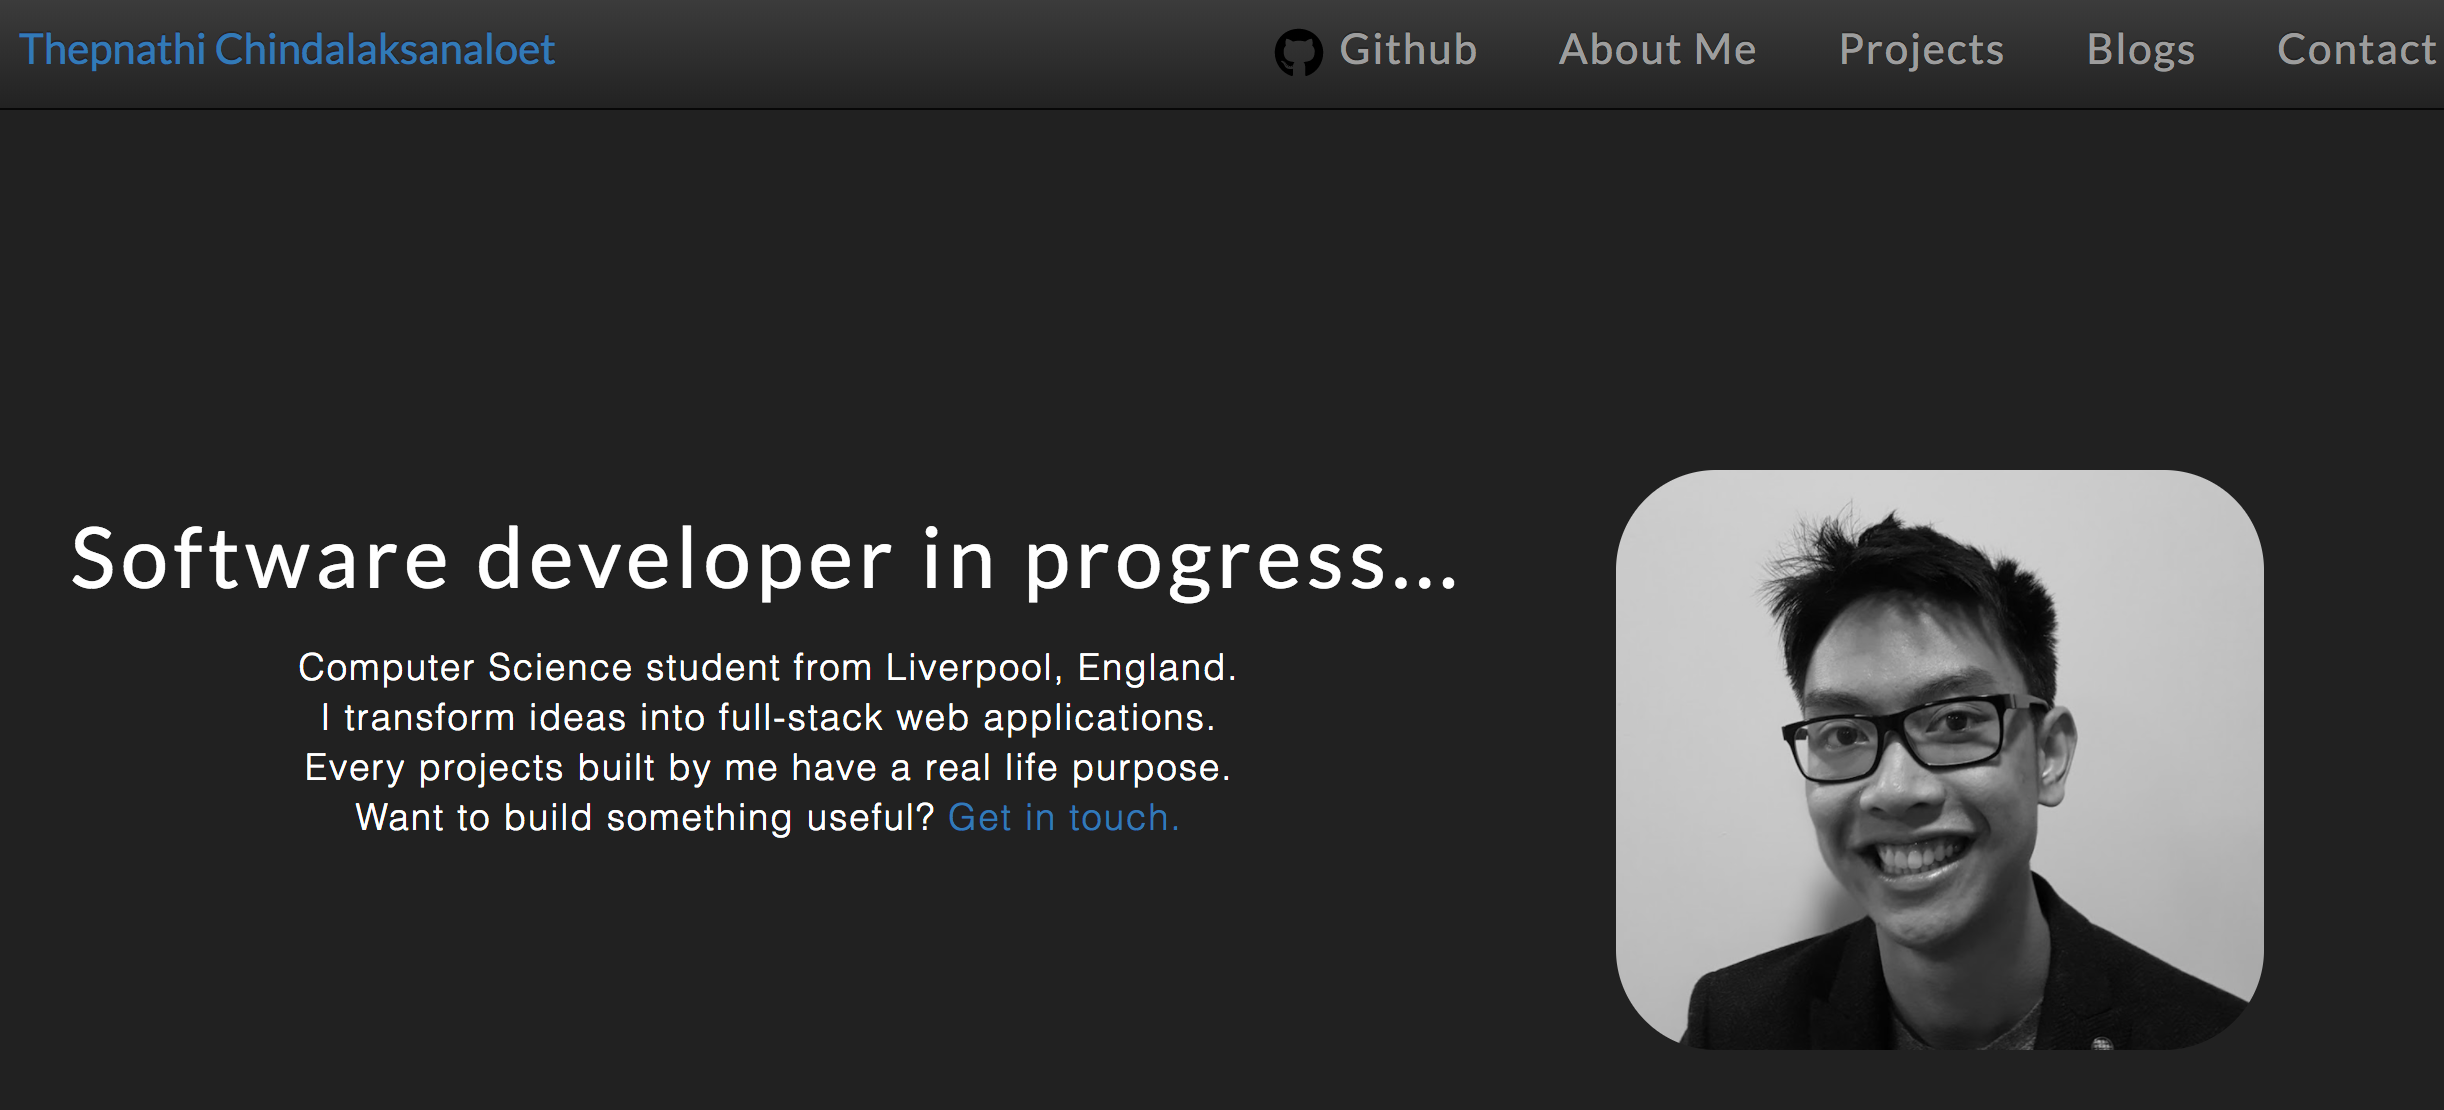 Thepnathi Chindalaksanaloet
Github About Me Projects Blogs Contact
Software developer in progress...
Computer Science student from Liverpool, England.
I transform ideas into full-stack web applications.
Every projects built by me have a real life purpose.
Want to build something useful? Get in touch.